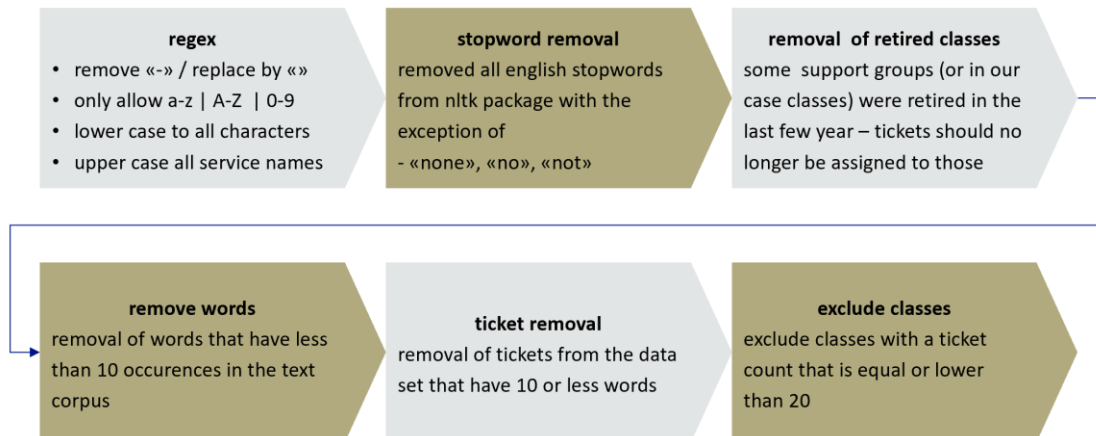 regex
• remove «-» / replace by «»
• only allow a-z | A-Z | 0-9
• lower case to all characters
• upper case all service names
stopword removal
removed all english stopwords
from nltk package with the
exception of
- «none», «no», «not»
removal of retired classes
some support groups (or in our
case classes) were retired in the
last few year – tickets should no
longer be assigned to those
remove words
removal of words that have less
than 10 occurences in the text
corpus
ticket removal
removal of tickets from the data
set that have 10 or less words
exclude classes
exclude classes with a ticket
count that is equal or lower
than 20